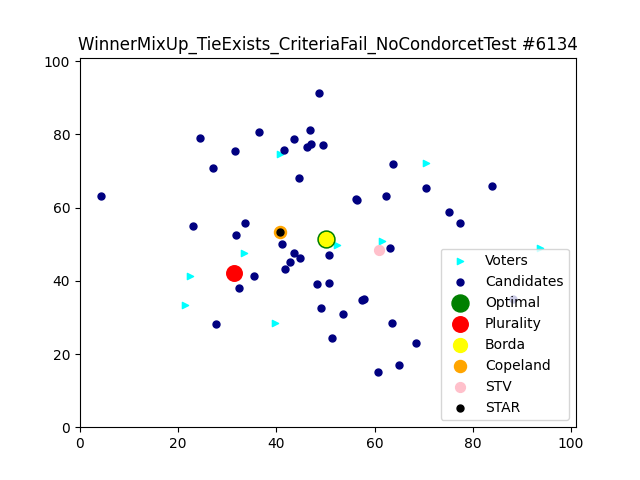 WinnerMixUp_TieExists_CriteriaFail_NoCondorcetTest #6134
100
80
60
40
20
0
0 20 40 60 80 100
Voters
Candidates
Optimal
Plurality
Borda
Copeland
STV
STAR